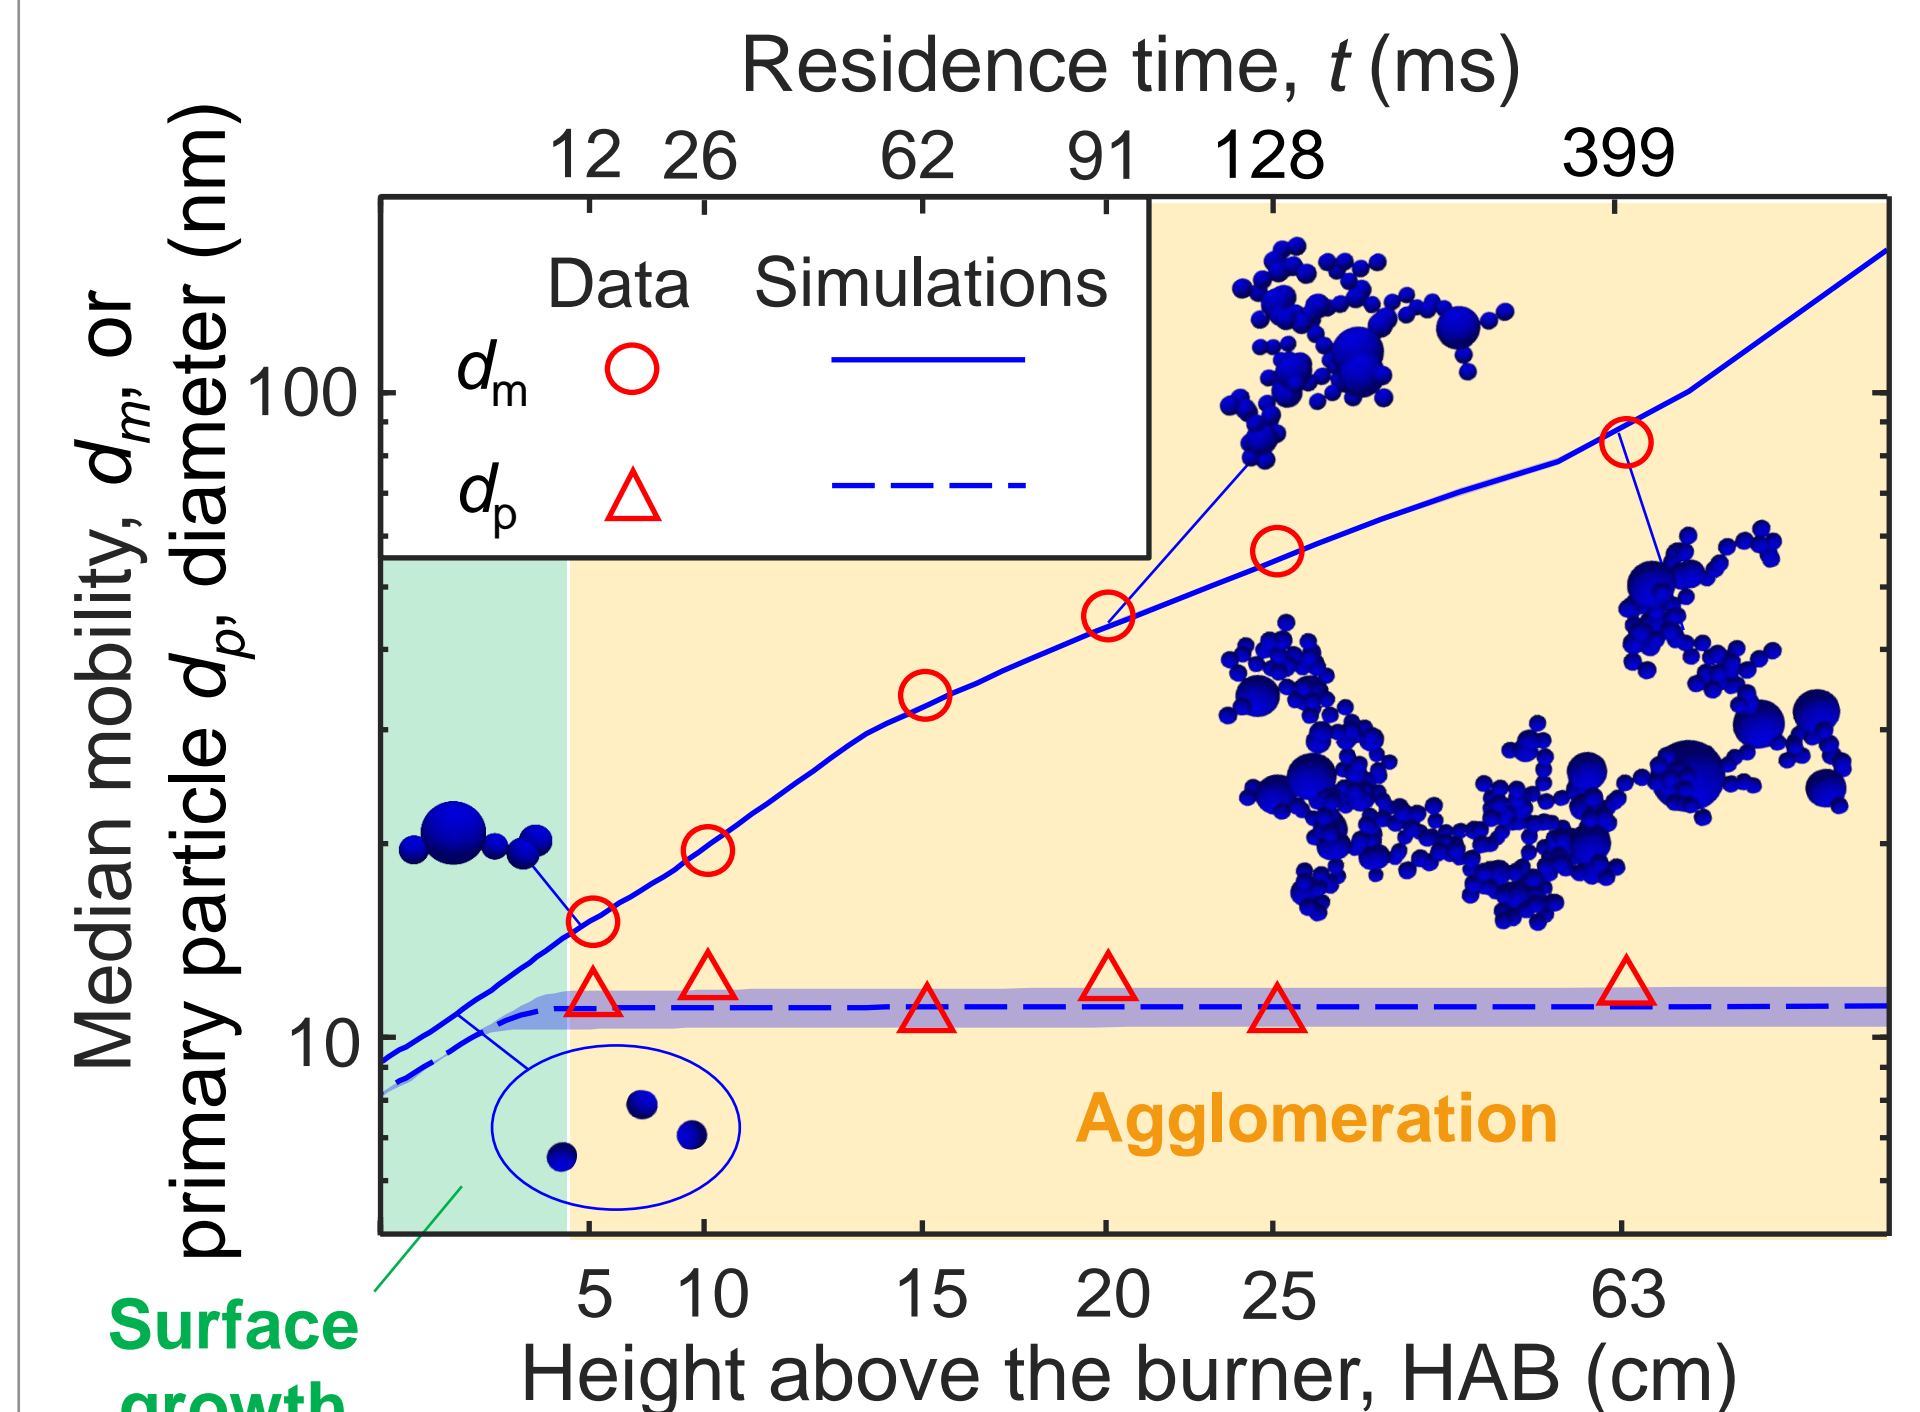 Residence time, t (ms)
12 26 62 91 128 399
Median mobility, dm, or
primary particle dp, diameter (nm)
Data Simulations
dm
dp
100
10
Agglomeration
5 10 15 20 25 63
Surface
growth
Height above the burner, HAB (cm)